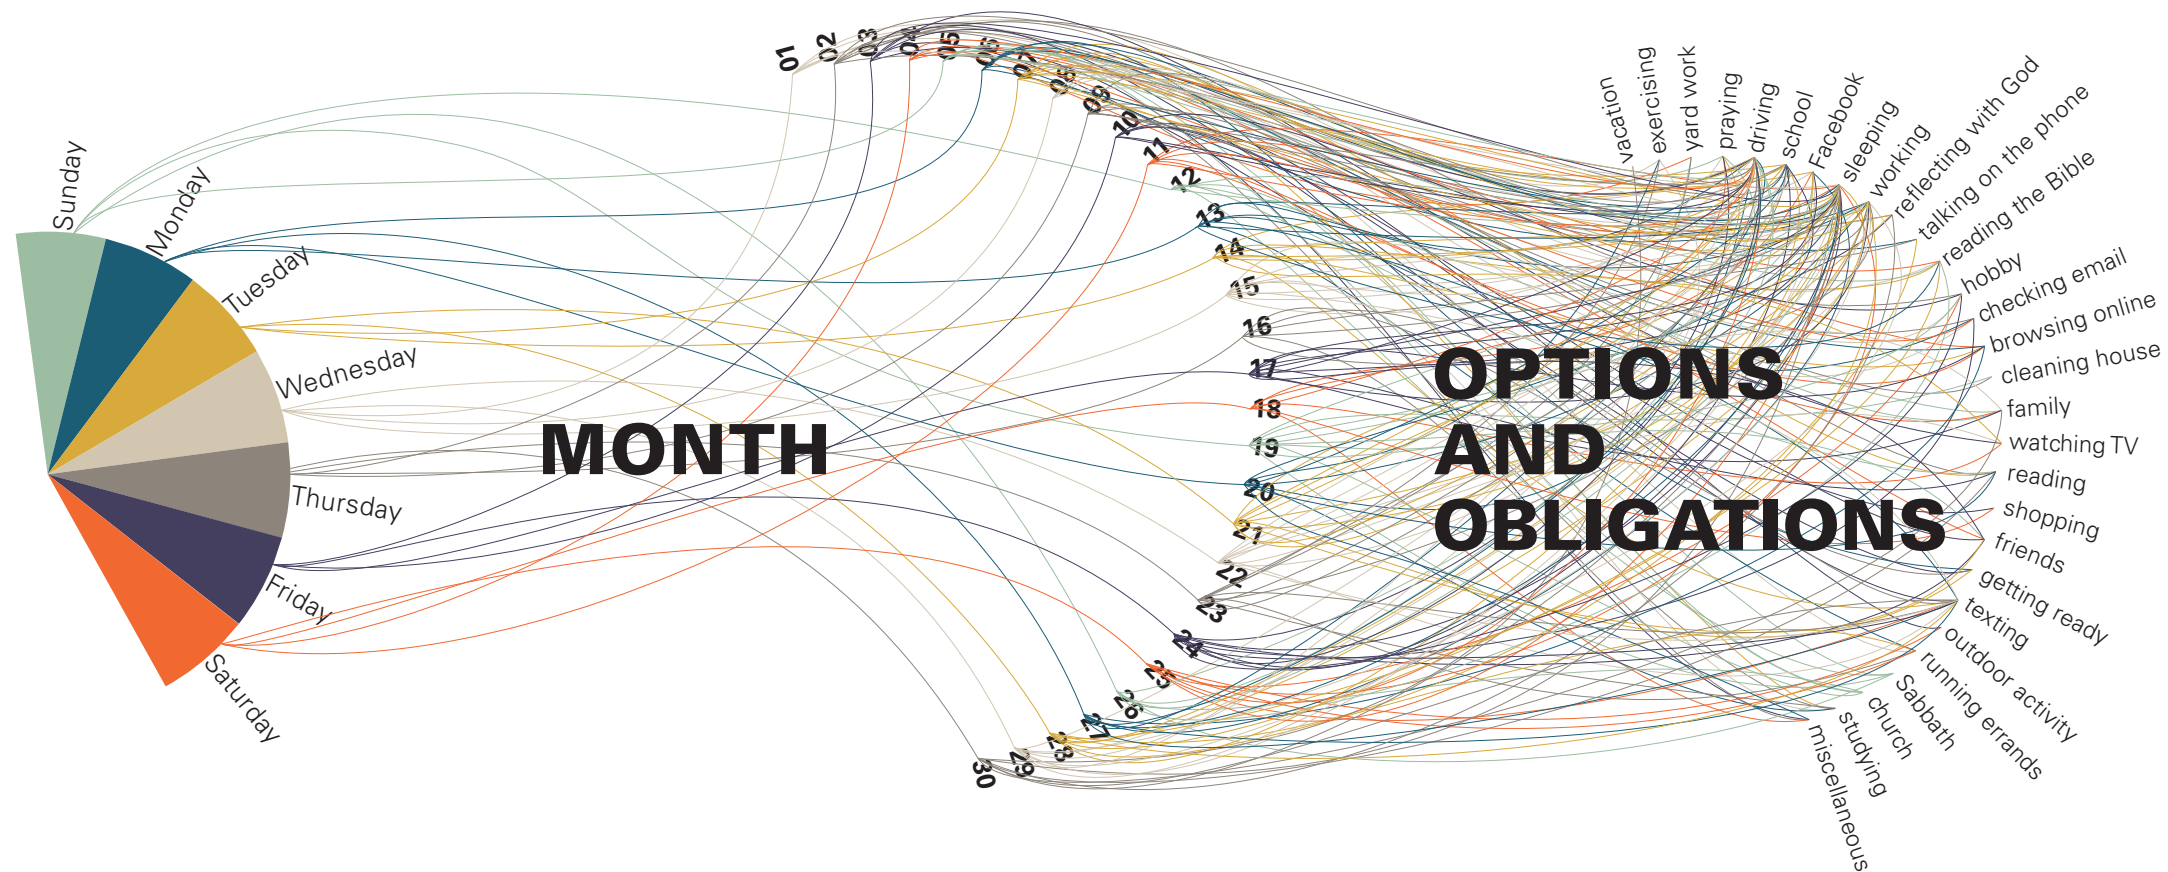 Sunday
Monday
Tuesday
Wednesday
Thursday
Friday
Saturday
MONTH
01
02
03
04
05
06
07
08
09
10
11
12
13
14
15
16
17
18
19
20
21
22
23
24
25
26
27
28
29
30
OPTIONS
AND
OBLIGATIONS
vacation
exercising
yard work
praying
driving
school
Facebook
sleeping
working
reflecting with God
talking on the phone
reading the Bible
hobby
checking email
browsing online
cleaning house
family
watching TV
reading
shopping
friends
getting ready
texting
outdoor activity
running errands
Sabbath
church
studying
miscellaneous